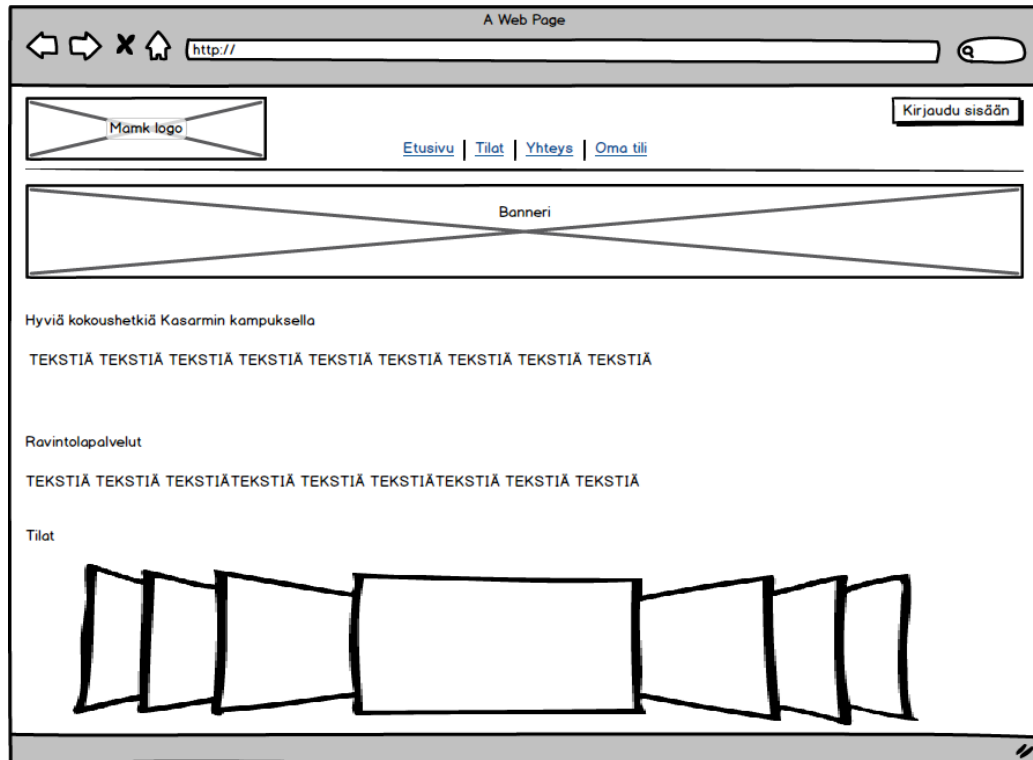 A Web Page
http://
Mamk logo
Kirjaudu sisään
Etusivu | Tilat | Yhteys | Oma tili
Banneri
Hyviä kokoushetkiä Kasarmin kampuksella
TEKSTIÄ TEKSTIÄ TEKSTIÄ TEKSTIÄ TEKSTIÄ TEKSTIÄ TEKSTIÄ TEKSTIÄ TEKSTIÄ
Ravintolapalvelut
TEKSTIÄ TEKSTIÄ TEKSTIÄTEKSTIÄ TEKSTIÄ TEKSTIÄTEKSTIÄ TEKSTIÄ TEKSTIÄ
Tilat